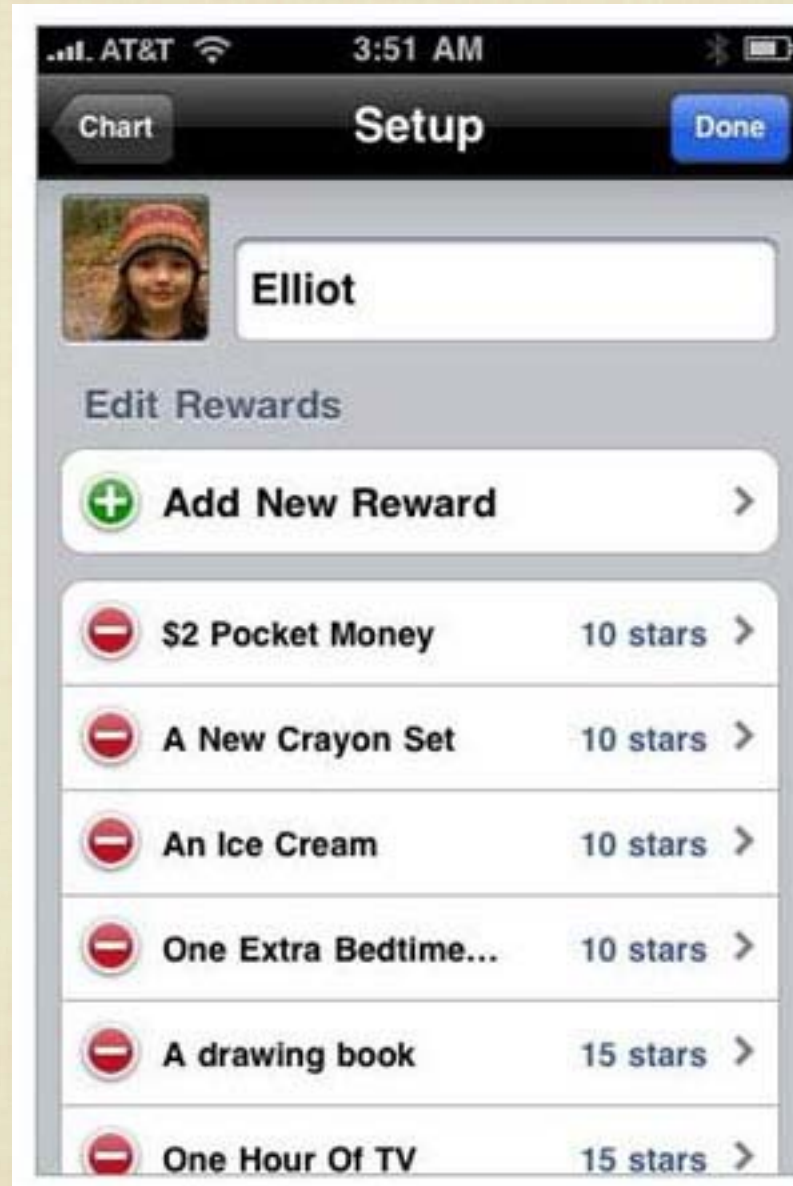 AT&T 3:51 AM
Chart Setup Done
Elliot
Edit Rewards
Add New Reward
$2 Pocket Money 10 stars
A New Crayon Set 10 stars
An Ice Cream 10 stars
One Extra Bedtime... 10 stars
A drawing book 15 stars
One Hour Of TV 15 stars